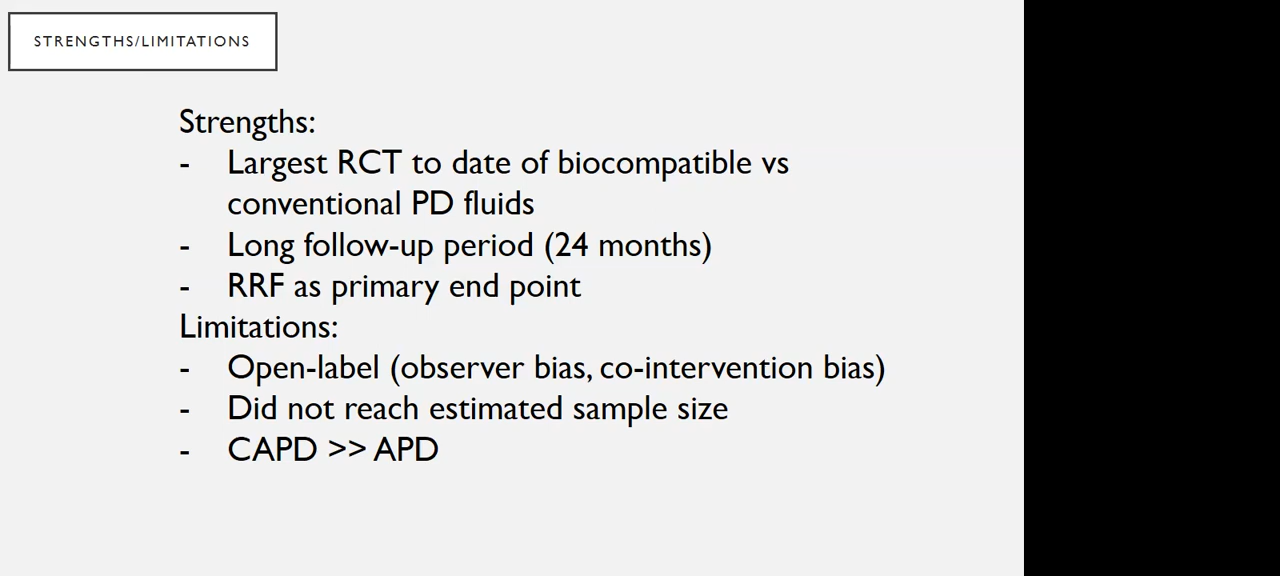 STRENGTHS/LIMITATIONS
Strengths:
- Largest RCT to date of biocompatible vs
conventional PD fluids
- Long follow-up period (24 months)
- RRF as primary end point
Limitations:
- Open-label (observer bias, co-intervention bias)
- Did not reach estimated sample size
- CAPD >> APD